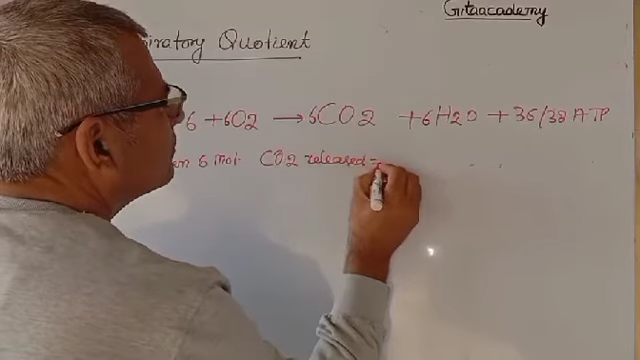 Gitaacademy
iratory Quotient
6 + 6O2 → 6CO2 + 6H2O + 36/38 ATP
en 6 mol CO2 released =